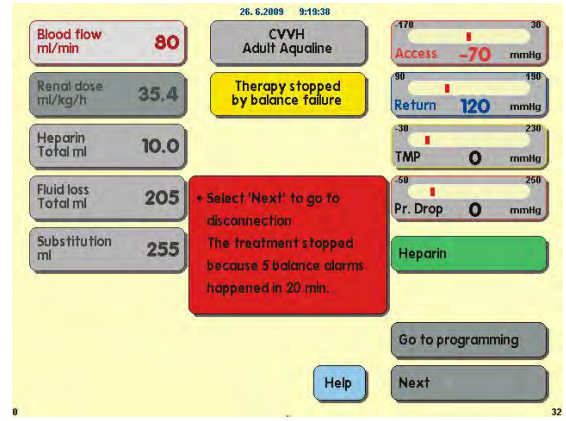 26. 6.2009 9:19:38
Blood flow
ml/min 80
Renal dose
ml/kg/h 35.4
Heparin
Total ml 10.0
Fluid loss
Total ml 205
Substitution
ml 255
CVVH
Adult Aqualine
Therapy stopped
by balance failure
• Select 'Next' to go to
disconnection
The treatment stopped
because 5 balance alarms
happened in 20 min.
Help
-170 30
Access -70 mmHg
90 190
Return 120 mmHg
-30 230
TMP 0 mmHg
-50 250
Pr. Drop 0 mmHg
Heparin
Go to programming
Next
0 32